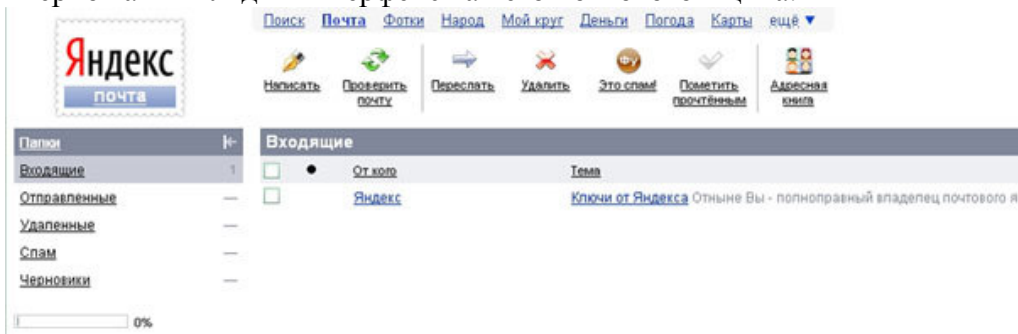 Поиск Почта Фотки Народ Мой круг Деньги Погода Карты ещё ▼
Яндекс
почта
Написать Проверить почту Переслать Удалить Это спам! Пометить прочтённым Адресная книга
Папки
Входящие 1
Отправленные —
Удаленные —
Спам —
Черновики —
0%
Входящие
От кого Тема
Яндекс Ключи от Яндекса Отныне Вы - полноправный владелец почтового я